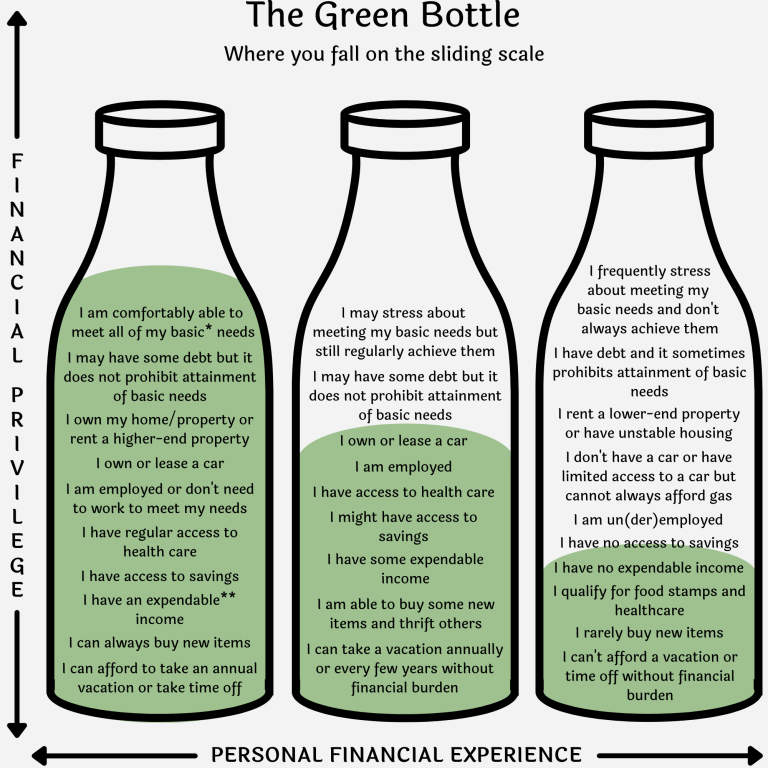 The Green Bottle
Where you fall on the sliding scale
FINANCIAL PRIVILEGE
I am comfortably able to
meet all of my basic* needs
I may have some debt but it
does not prohibit attainment
of basic needs
I own my home/property or
rent a higher-end property
I own or lease a car
I am employed or don't need
to work to meet my needs
I have regular access to
health care
I have access to savings
I have an expendable**
income
I can always buy new items
I can afford to take an annual
vacation or take time off
I may stress about
meeting my basic needs but
still regularly achieve them
I may have some debt but it
does not prohibit attainment
of basic needs
I own or lease a car
I am employed
I have access to health care
I might have access to
savings
I have some expendable
income
I am able to buy some new
items and thrift others
I can take a vacation annually
or every few years without
financial burden
I frequently stress
about meeting my
basic needs and don't
always achieve them
I have debt and it sometimes
prohibits attainment of basic
needs
I rent a lower-end property
or have unstable housing
I don't have a car or have
limited access to a car but
cannot always afford gas
I am un(der)employed
I have no access to savings
I have no expendable income
I qualify for food stamps and
healthcare
I rarely buy new items
I can't afford a vacation or
time off without financial
burden
PERSONAL FINANCIAL EXPERIENCE